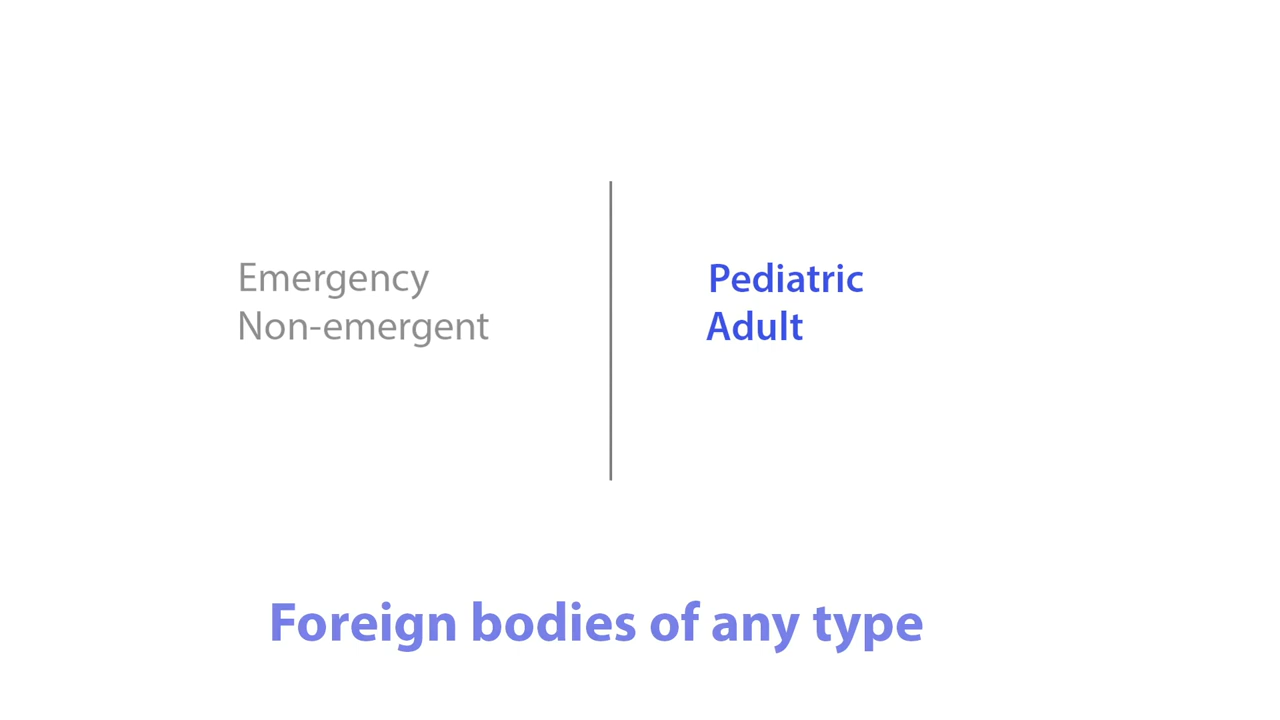 Emergency
Non-emergent
Pediatric
Adult
Foreign bodies of any type